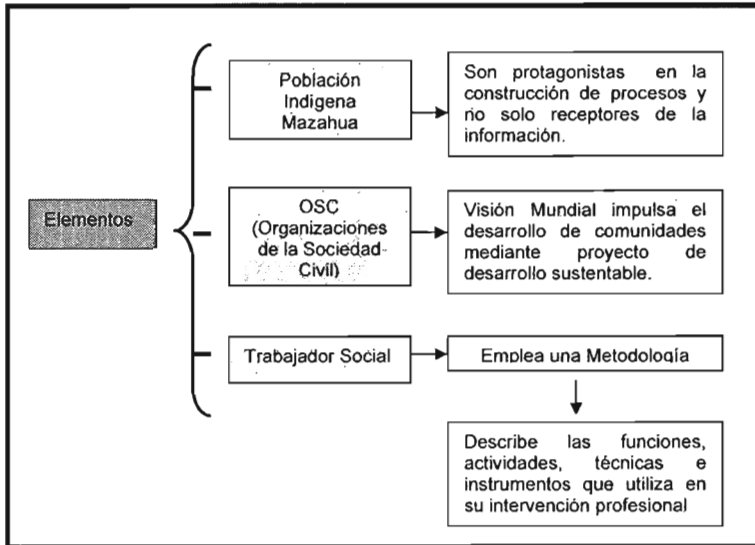 Elementos
Población
Indigena
Mazahua
Son protagonistas en la
construcción de procesos y
no solo receptores de la
información.
OSC
(Organizaciones
de la Sociedad
Civil)
Visión Mundial impulsa el
desarrollo de comunidades
mediante proyecto de
desarrollo sustentable.
Trabajador Social
Emplea una Metodología
Describe las funciones,
actividades, técnicas e
instrumentos que utiliza en
su intervención profesional